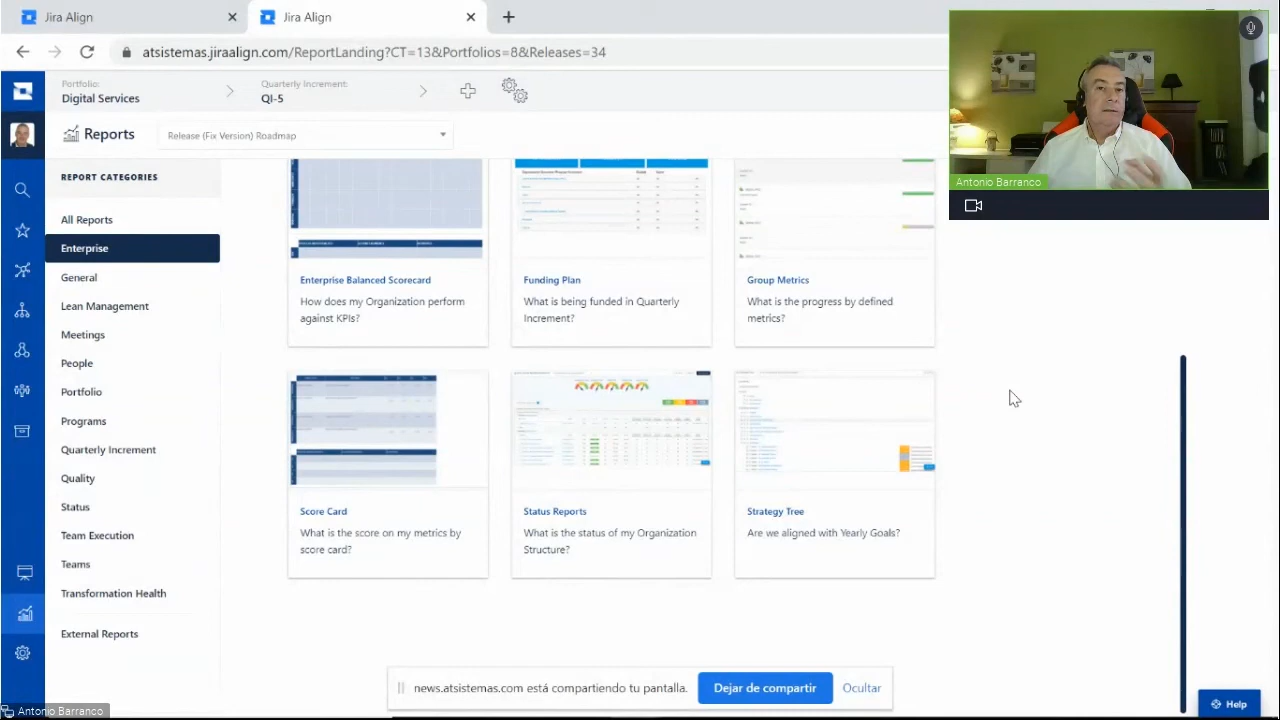 Jira Align
Jira Align
atsistemas.jiraalign.com/ReportLanding?CT=13&Portfolios=8&Releases=34
Portfolio:
Digital Services
Quarterly Increment:
QI-5
Reports
Release (Fix Version) Roadmap
Antonio Barranco
REPORT CATEGORIES
All Reports
Enterprise
General
Lean Management
Meetings
People
Portfolio
Programs
Quarterly Increment
Quality
Status
Team Execution
Teams
Transformation Health
External Reports
Enterprise Balanced Scorecard
How does my Organization perform
against KPIs?
Funding Plan
What is being funded in Quarterly
Increment?
Group Metrics
What is the progress by defined
metrics?
Score Card
What is the score on my metrics by
score card?
Status Reports
What is the status of my Organization
Structure?
Strategy Tree
Are we aligned with Yearly Goals?
news.atsistemas.com está compartiendo tu pantalla.
Dejar de compartir
Ocultar
Help
Antonio Barranco